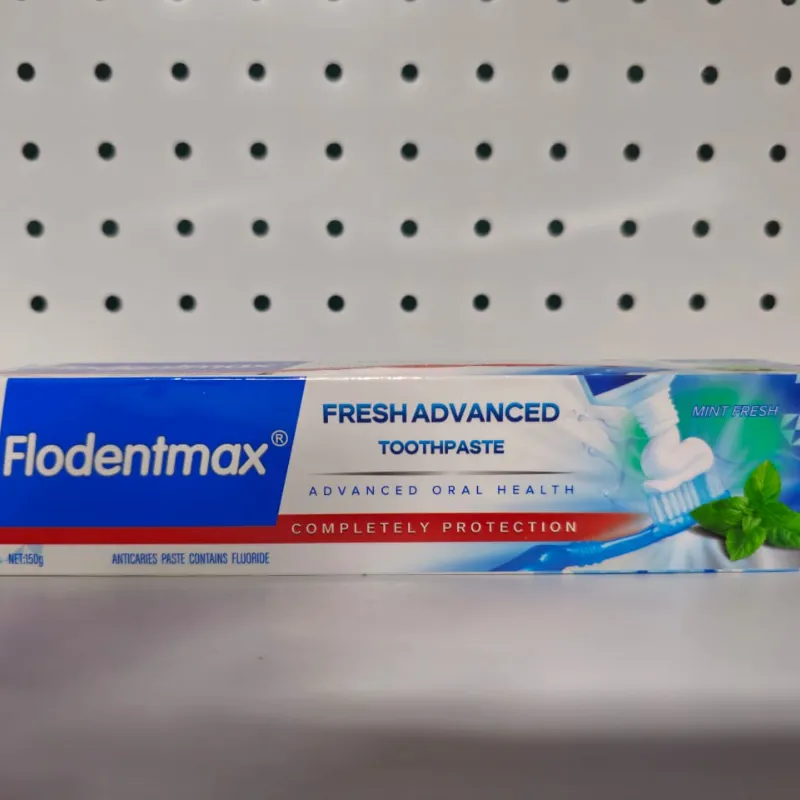 Flodentmax®
NET:150g
ANTICARIES PASTE CONTAINS FLUORIDE
FRESH ADVANCED
TOOTHPASTE
ADVANCED ORAL HEALTH
COMPLETELY PROTECTION
MINT FRESH